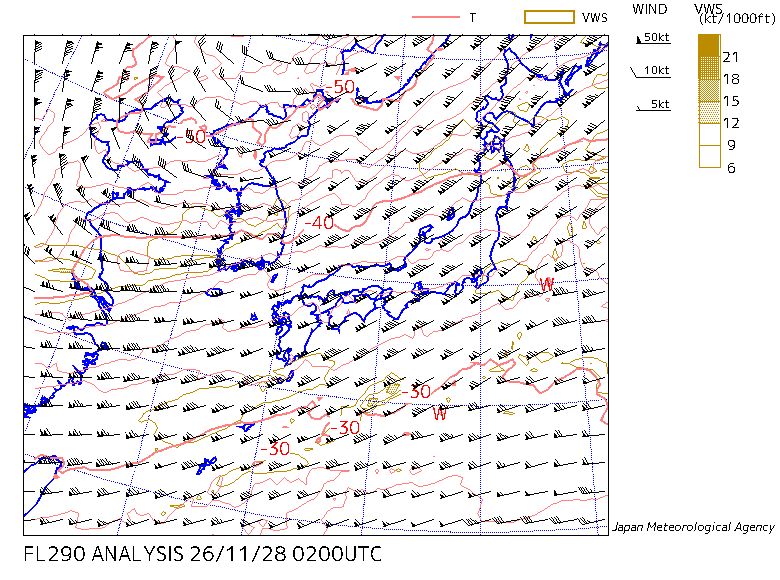 T VWS
WIND VWS
(kt/1000ft)
50kt
10kt
5kt
21
18
15
12
9
6
-50
-50
-40
W
-30
W
-30
-30
Japan Meteorological Agency
FL290 ANALYSIS 26/11/28 0200UTC